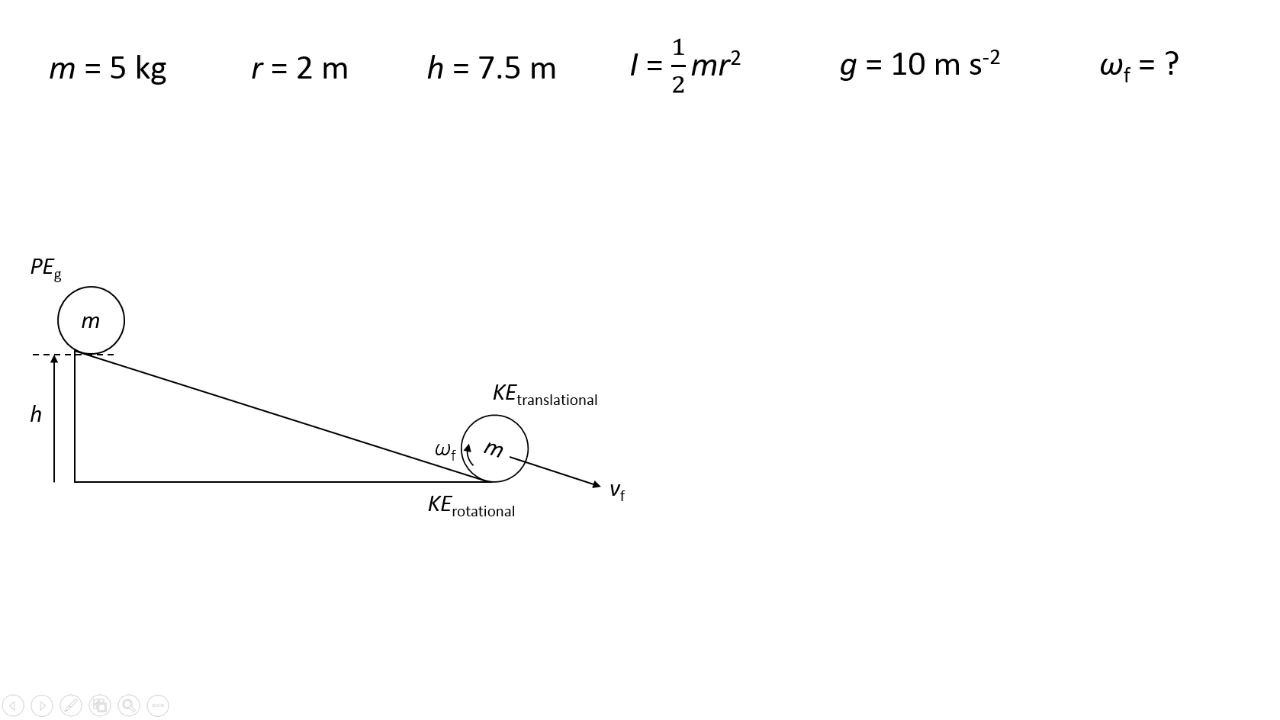 m = 5 kg r = 2 m h = 7.5 m I = 1/2 mr² g = 10 m s⁻² ωf = ?
PEg
m
h
KEtranslational
ωf m
vf
KErotational